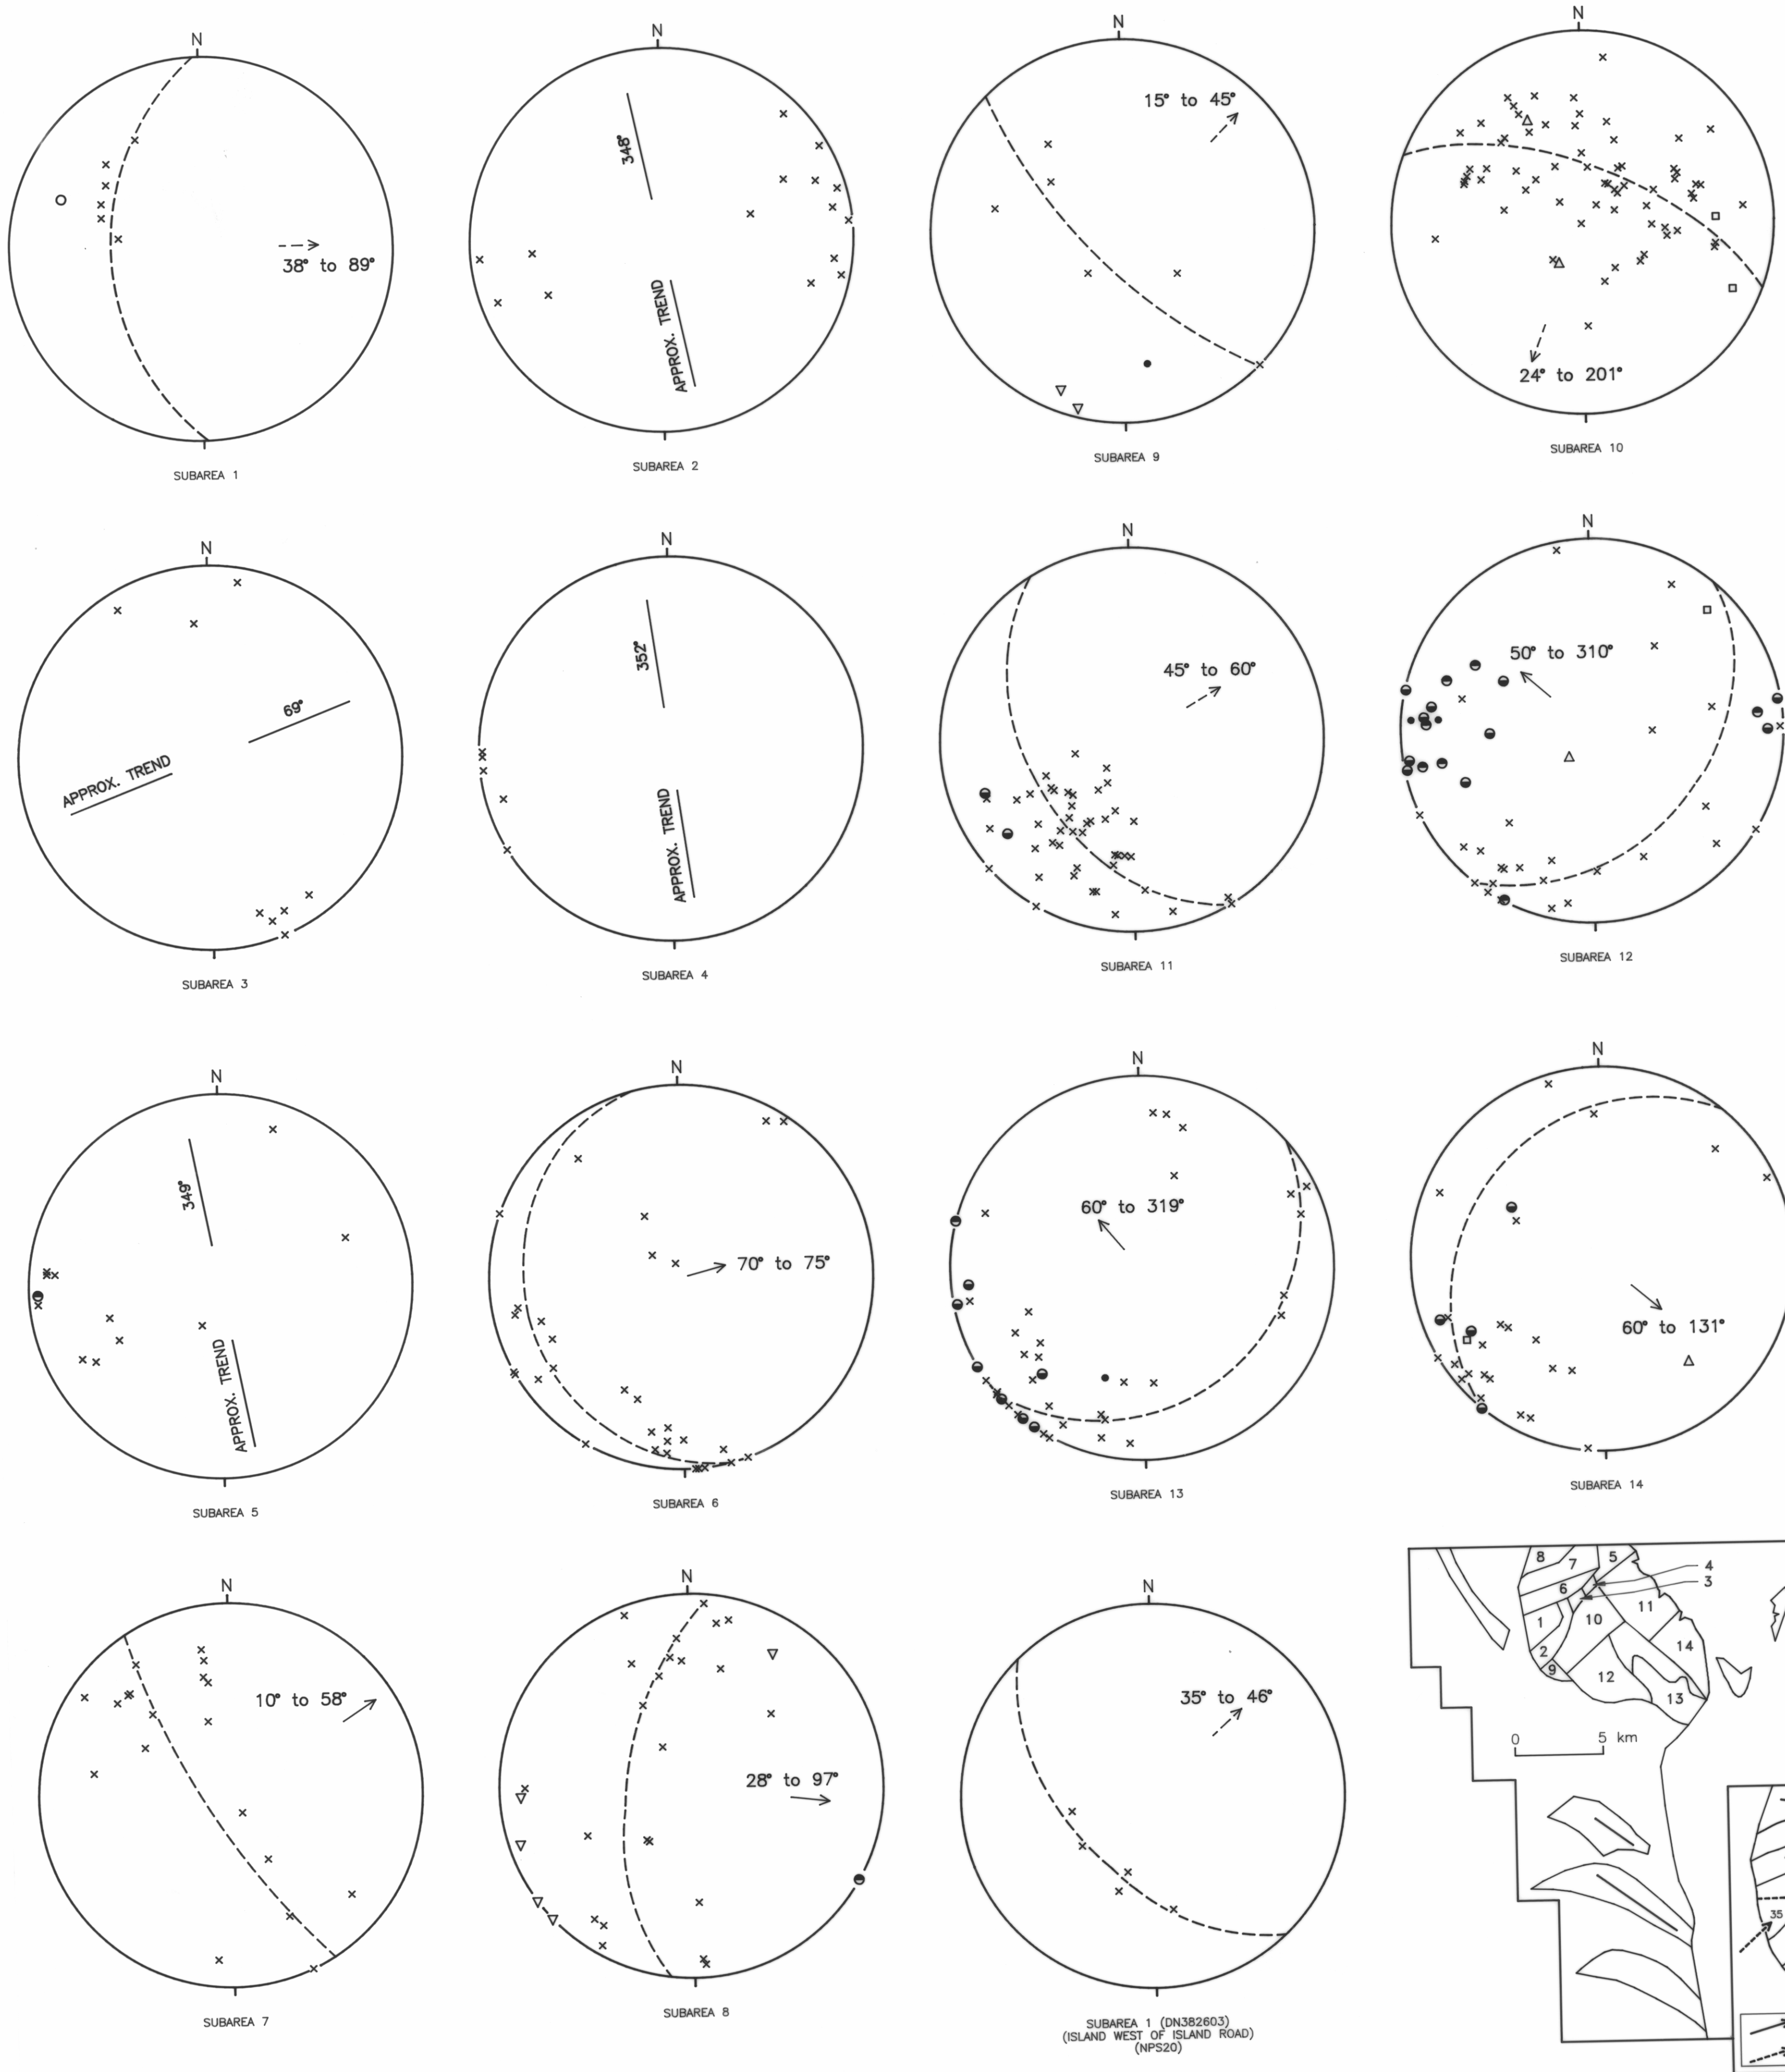 N
38° to 89°
SUBAREA 1
N
348°
APPROX. TREND
SUBAREA 2
N
15° to 45°
SUBAREA 9
N
24° to 201°
SUBAREA 10
N
69°
APPROX. TREND
SUBAREA 3
N
352°
APPROX. TREND
SUBAREA 4
N
45° to 60°
SUBAREA 11
N
50° to 310°
SUBAREA 12
N
349°
APPROX. TREND
SUBAREA 5
N
70° to 75°
SUBAREA 6
N
60° to 319°
SUBAREA 13
N
60° to 131°
SUBAREA 14
N
10° to 58°
SUBAREA 7
N
28° to 97°
SUBAREA 8
N
35° to 46°
SUBAREA 1 (DN382603)
(ISLAND WEST OF ISLAND ROAD)
(NPS20)
8 7 5
4
6 3
1 10 11
2 14
9 12
13
0 5 km
35